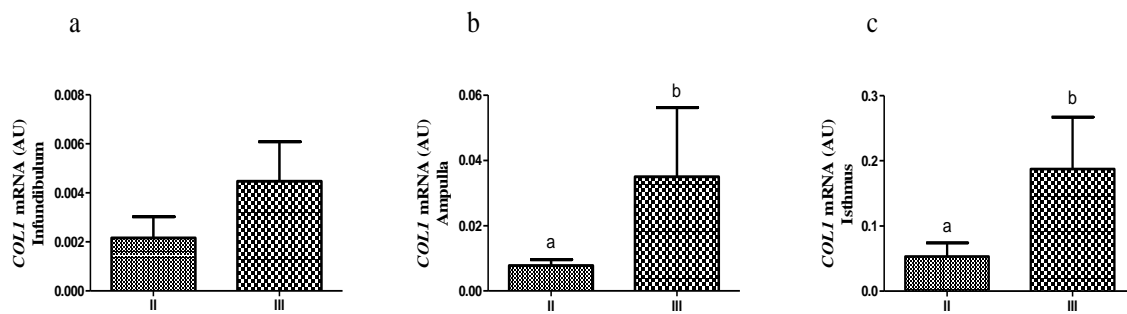 a
COL1 mRNA (AU)
Infundibulum
0.008
0.006
0.004
0.002
0.000
II
III
b
COL1 mRNA (AU)
Ampulla
0.06
0.04
0.02
0.00
a
b
II
III
c
COL1 mRNA (AU)
Isthmus
0.3
0.2
0.1
0.0
a
b
II
III